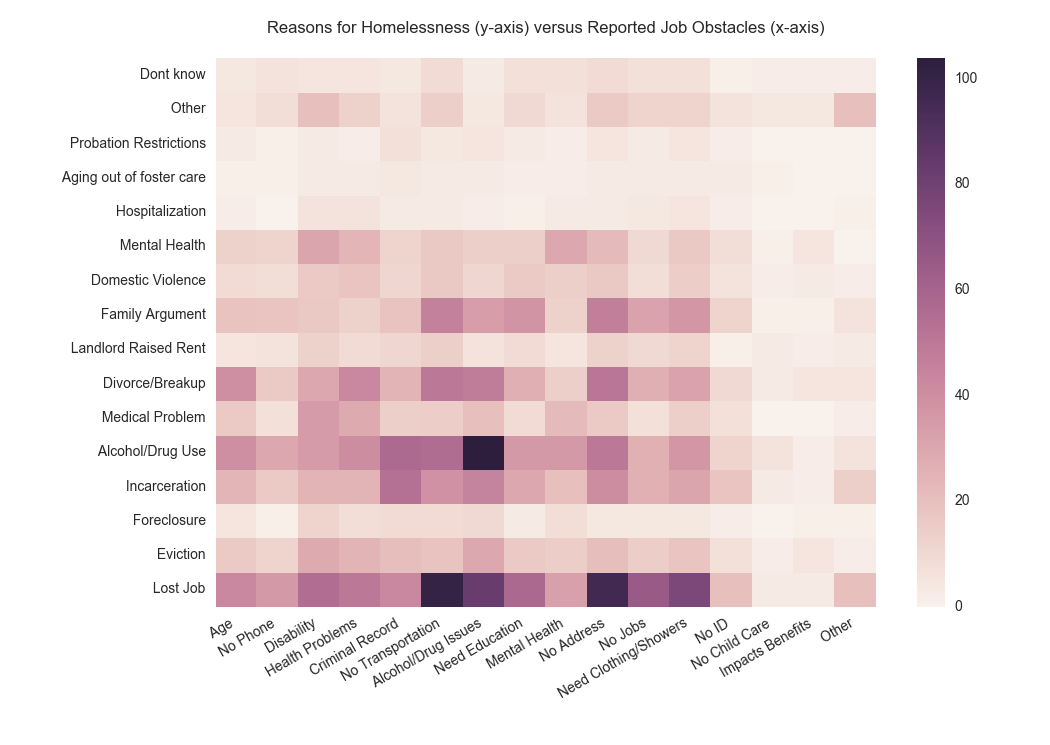 Reasons for Homelessness (y-axis) versus Reported Job Obstacles (x-axis)
Dont know
Other
Probation Restrictions
Aging out of foster care
Hospitalization
Mental Health
Domestic Violence
Family Argument
Landlord Raised Rent
Divorce/Breakup
Medical Problem
Alcohol/Drug Use
Incarceration
Foreclosure
Eviction
Lost Job
Age
No Phone
Disability
Health Problems
Criminal Record
No Transportation
Alcohol/Drug Issues
Need Education
Mental Health
No Address
No Jobs
Need Clothing/Showers
No ID
No Child Care
Impacts Benefits
Other
100
80
60
40
20
0